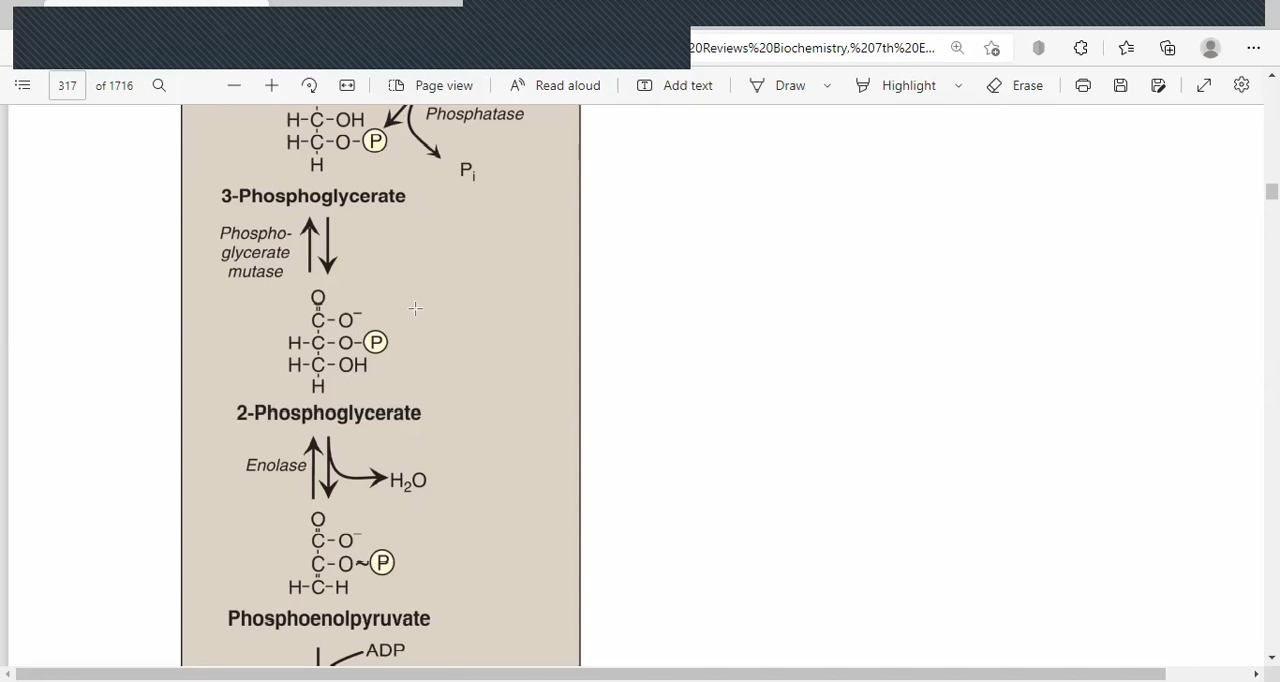 20Reviews%20Biochemistry,%207th%20E...
317 of 1716 Page view Read aloud Add text Draw Highlight Erase
H-C-OH
Phosphatase
H-C-O-P
H
Pi
3-Phosphoglycerate
Phospho-
glycerate
mutase
O
C-O−
H-C-O-P
H-C-OH
H
2-Phosphoglycerate
Enolase
H2O
O
C-O−
C-O~P
H-C-H
Phosphoenolpyruvate
ADP